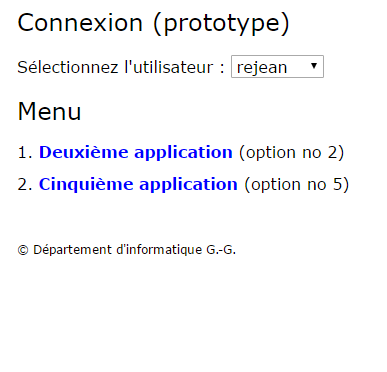 Connexion (prototype)
Sélectionnez l'utilisateur : rejean
Menu
1. Deuxième application (option no 2)
2. Cinquième application (option no 5)
© Département d'informatique G.-G.